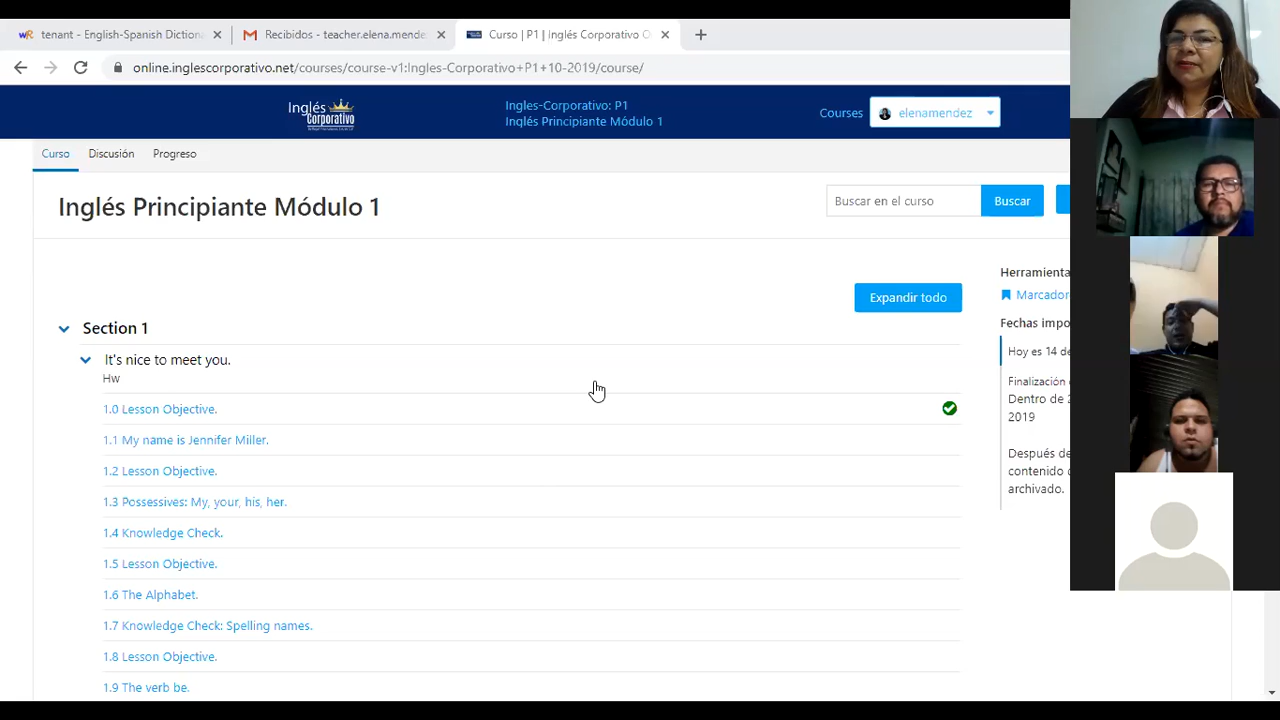 tenant - English-Spanish Dictionc
Recibidos - teacher.elena.mende
Curso | P1 | Inglés Corporativo O
online.inglescorporativo.net/courses/course-v1:Ingles-Corporativo+P1+10-2019/course/
Inglés
Corporativo
Ingles-Corporativo: P1
Inglés Principiante Módulo 1
Courses
elenamendez
Curso
Discusión
Progreso
Inglés Principiante Módulo 1
Buscar en el curso
Buscar
Expandir todo
Section 1
It's nice to meet you.
Hw
1.0 Lesson Objective.
1.1 My name is Jennifer Miller.
1.2 Lesson Objective.
1.3 Possessives: My, your, his, her.
1.4 Knowledge Check.
1.5 Lesson Objective.
1.6 The Alphabet.
1.7 Knowledge Check: Spelling names.
1.8 Lesson Objective.
1.9 The verb be.
Herramienta
Marcador
Fechas impo
Hoy es 14 de
Finalización
Dentro de 2
2019
Después de
contenido
archivado.